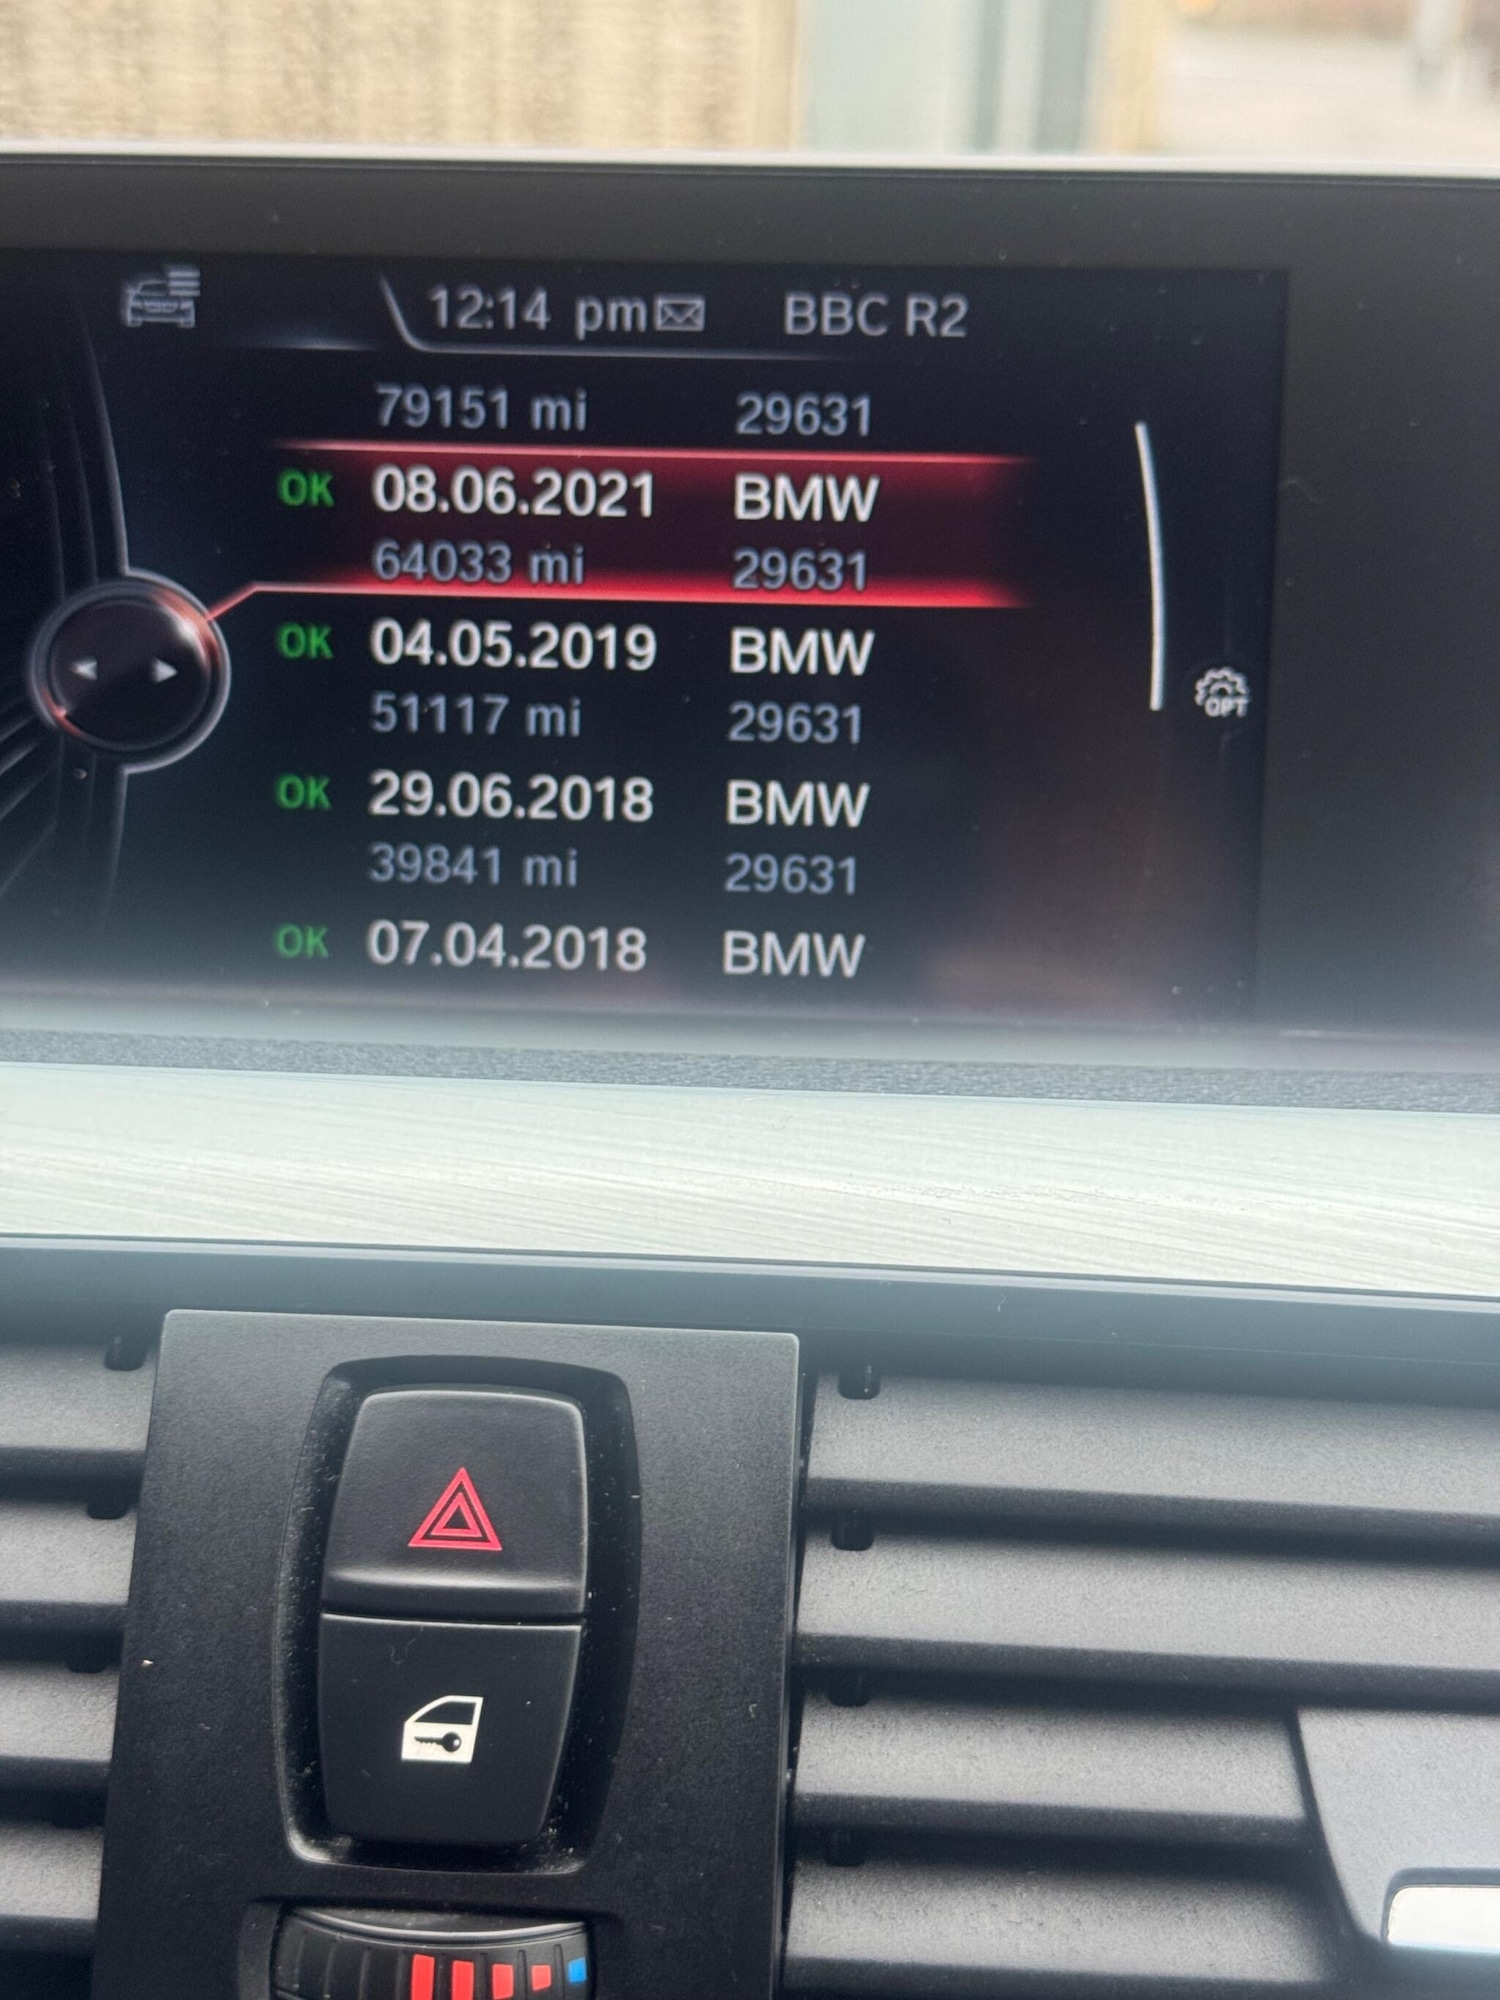 12:14 pm BBC R2
79151 mi 29631
OK 08.06.2021 BMW
64033 mi 29631
OK 04.05.2019 BMW
51117 mi 29631
OPT
OK 29.06.2018 BMW
39841 mi 29631
OK 07.04.2018 BMW